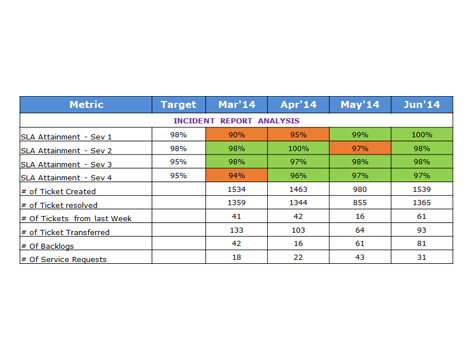 Metric Target Mar'14 Apr'14 May'14 Jun'14
INCIDENT REPORT ANALYSIS
SLA Attainment - Sev 1 98% 90% 95% 99% 100%
SLA Attainment - Sev 2 98% 98% 100% 97% 98%
SLA Attainment - Sev 3 95% 98% 97% 98% 98%
SLA Attainment - Sev 4 95% 94% 96% 97% 97%
# of Ticket Created 1534 1463 980 1539
# of Ticket resolved 1359 1344 855 1365
# Of Tickets from last Week 41 42 16 61
# of Ticket Transferred 133 103 64 93
# Of Backlogs 42 16 61 81
# Of Service Requests 18 22 43 31